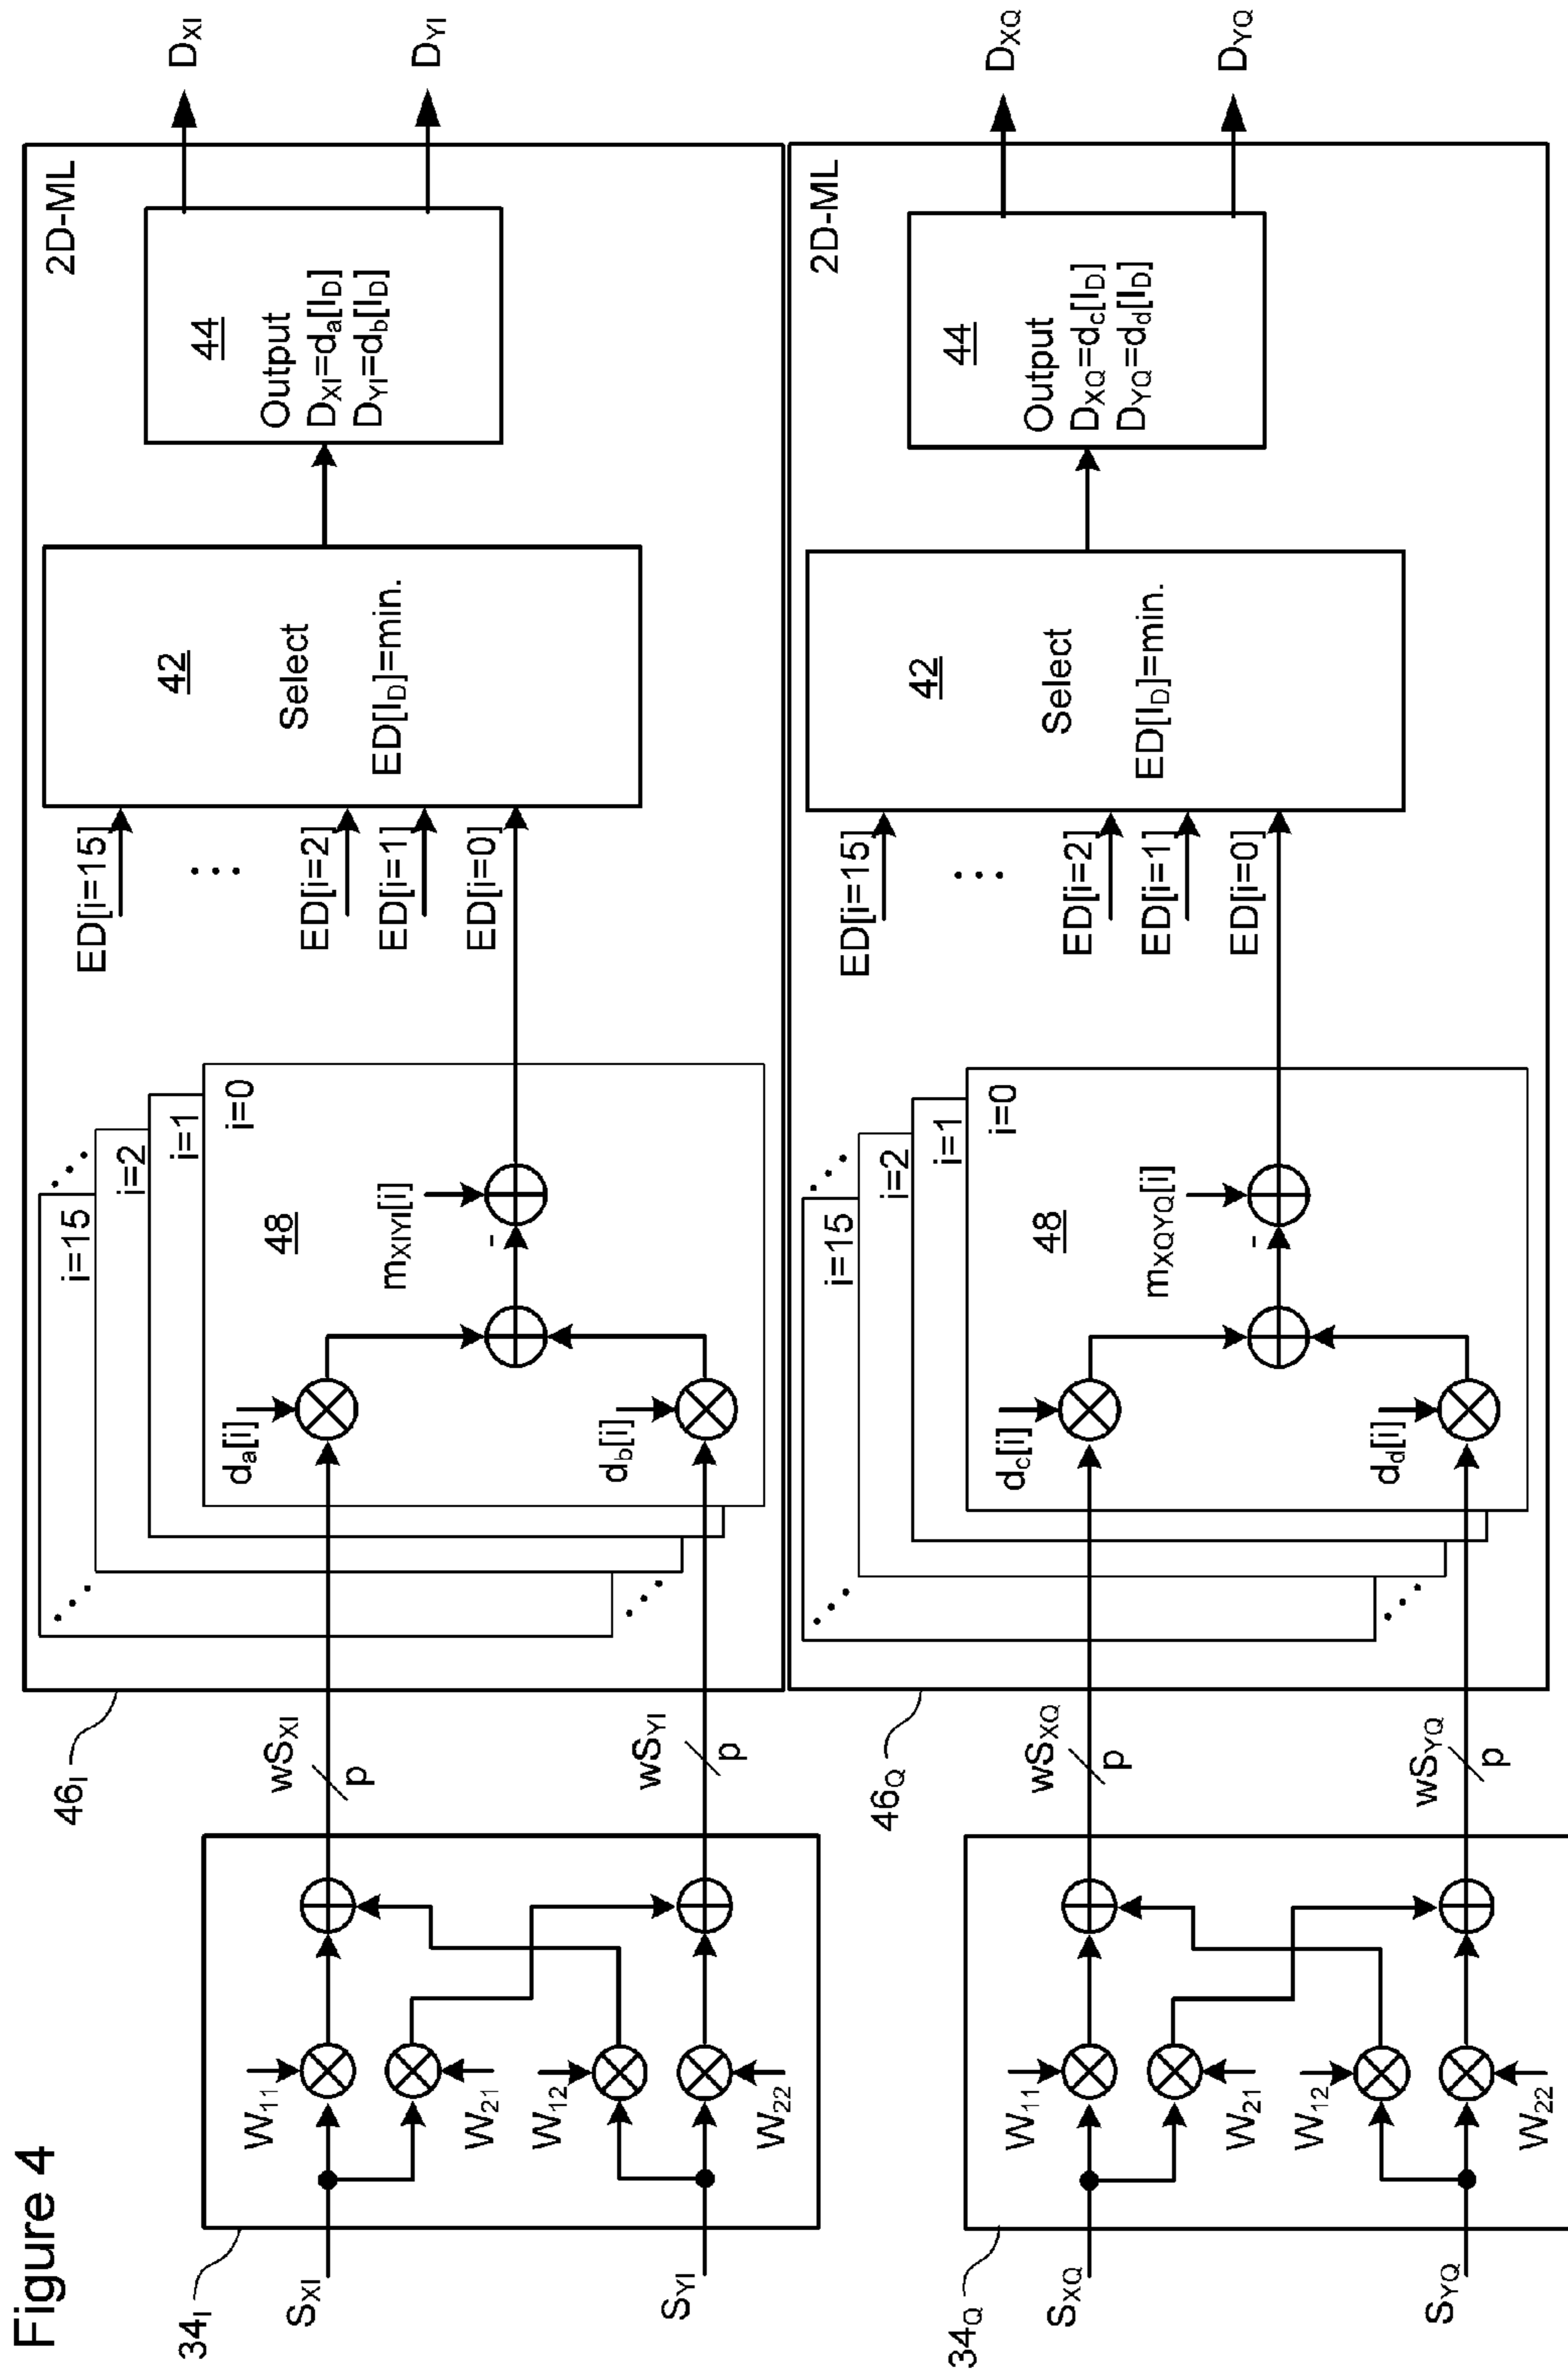 Figure 4
34I
SXI
SYI
W11
W21
W12
W22
wSXI
p
wSYI
p
46I
2D-ML
i=15
i=2
i=1
i=0
48
da[i]
db[i]
mXIYI[i]
-
ED[i=15]
ED[i=2]
ED[i=1]
ED[i=0]
42
Select
ED[ID]=min.
44
Output
DXI=da[ID]
DYI=db[ID]
DXI
DYI
34Q
SXQ
SYQ
W11
W21
W12
W22
wSXQ
p
wSYQ
p
46Q
2D-ML
i=15
i=2
i=1
i=0
48
dc[i]
dd[i]
mXQYQ[i]
-
ED[i=15]
ED[i=2]
ED[i=1]
ED[i=0]
42
Select
ED[ID]=min.
44
Output
DXQ=dc[ID]
DYQ=dd[ID]
DXQ
DYQ